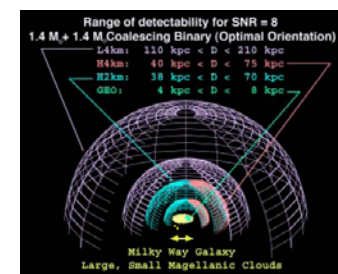 Range of detectability for SNR = 8
1.4 M☉+ 1.4 M☉Coalescing Binary (Optimal Orientation)
L4km: 110 kpc < D < 210 kpc
H4km: 40 kpc < D < 75 kpc
H2km: 38 kpc < D < 70 kpc
GEO: 4 kpc < D < 8 kpc
Milky Way Galaxy
Large, Small Magellanic Clouds